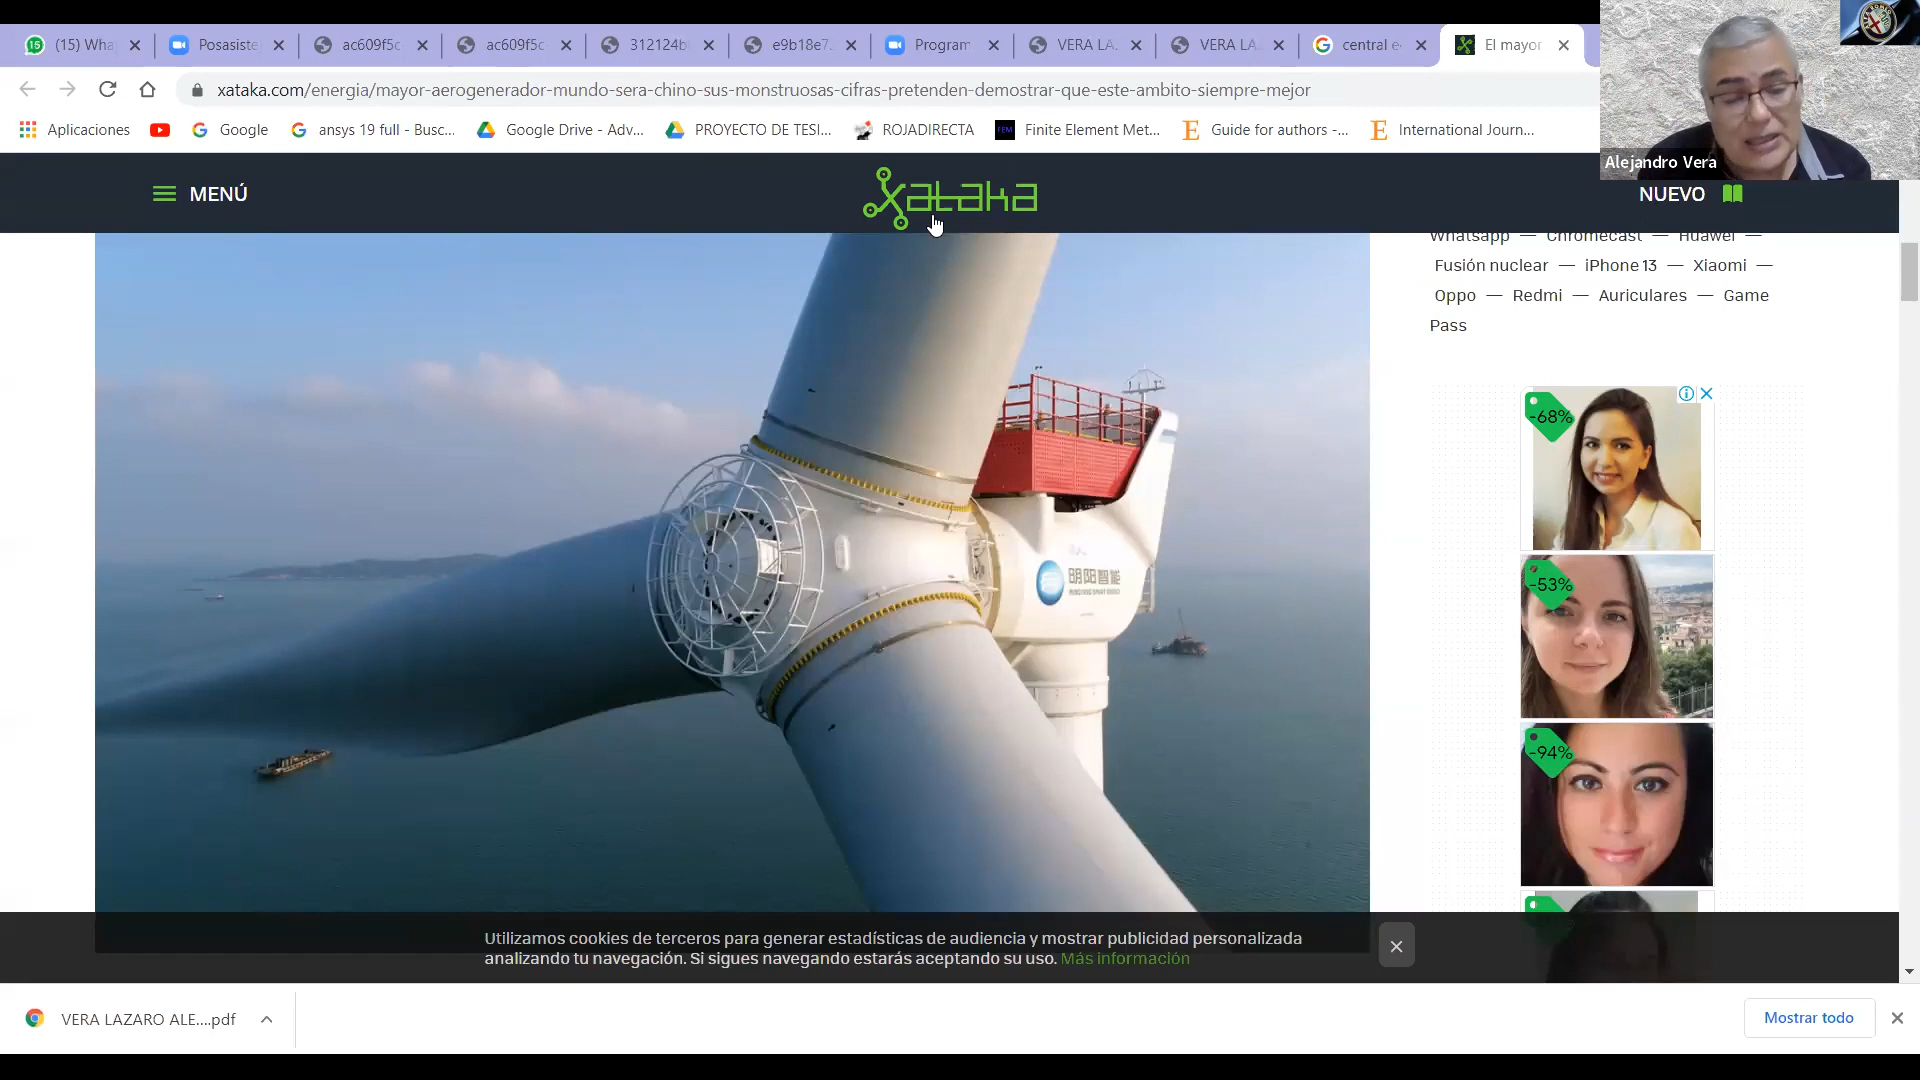 (15) Wha
Posasiste
ac609f5c
ac609f5c
312124b
e9b18e7.
Program
VERA LA.
VERA LA.
central e
El mayor
xataka.com/energia/mayor-aerogenerador-mundo-sera-chino-sus-monstruosas-cifras-pretenden-demostrar-que-este-ambito-siempre-mejor
Aplicaciones
Google
ansys 19 full - Busc...
Google Drive - Adv...
PROYECTO DE TESI...
ROJADIRECTA
Finite Element Met...
Guide for authors -...
International Journ...
Alejandro Vera
MENÚ
xataka
NUEVO
Whatsapp — Chromecast — Huawei —
Fusión nuclear — iPhone 13 — Xiaomi —
Oppo — Redmi — Auriculares — Game
Pass
-68%
-53%
-94%
明阳智能
Utilizamos cookies de terceros para generar estadísticas de audiencia y mostrar publicidad personalizada
analizando tu navegación. Si sigues navegando estarás aceptando su uso. Más información
VERA LAZARO ALE....pdf
Mostrar todo